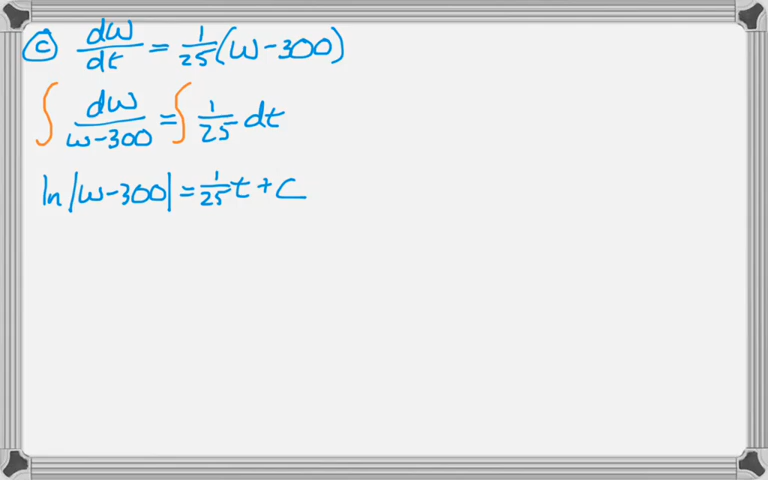 ⓒ dW/dt = 1/25(W-300)
∫ dW/(W-300) = ∫ 1/25 dt
ln|W-300| = 1/25 t + C